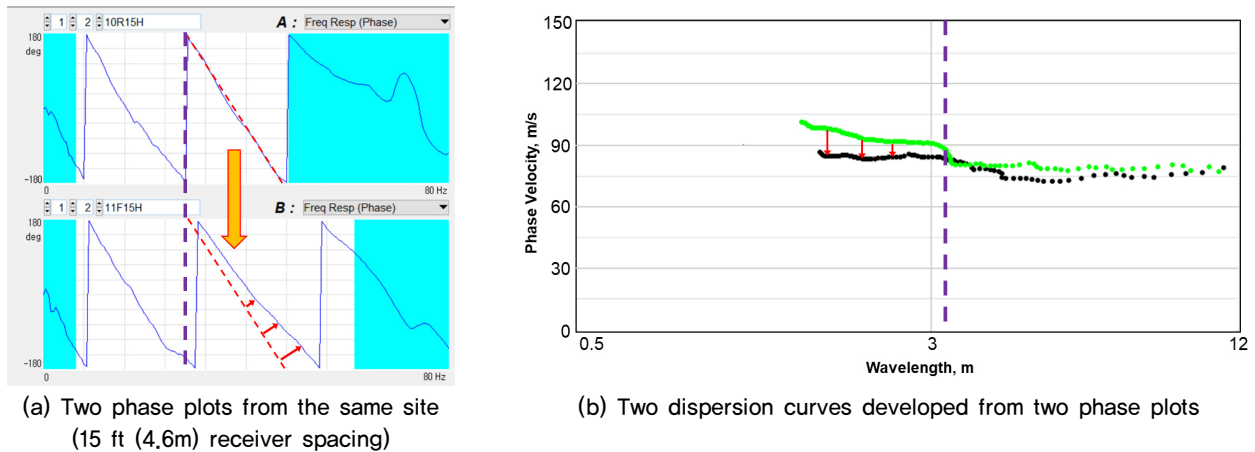 1 2 10R15H A : Freq Resp (Phase)
180
deg
-180
0 80 Hz
1 2 11F15H B : Freq Resp (Phase)
180
deg
-180
0 80 Hz
(a) Two phase plots from the same site
(15 ft (4.6m) receiver spacing)
Phase Velocity, m/s
150
120
90
60
30
0
0.5 3 12
Wavelength, m
(b) Two dispersion curves developed from two phase plots